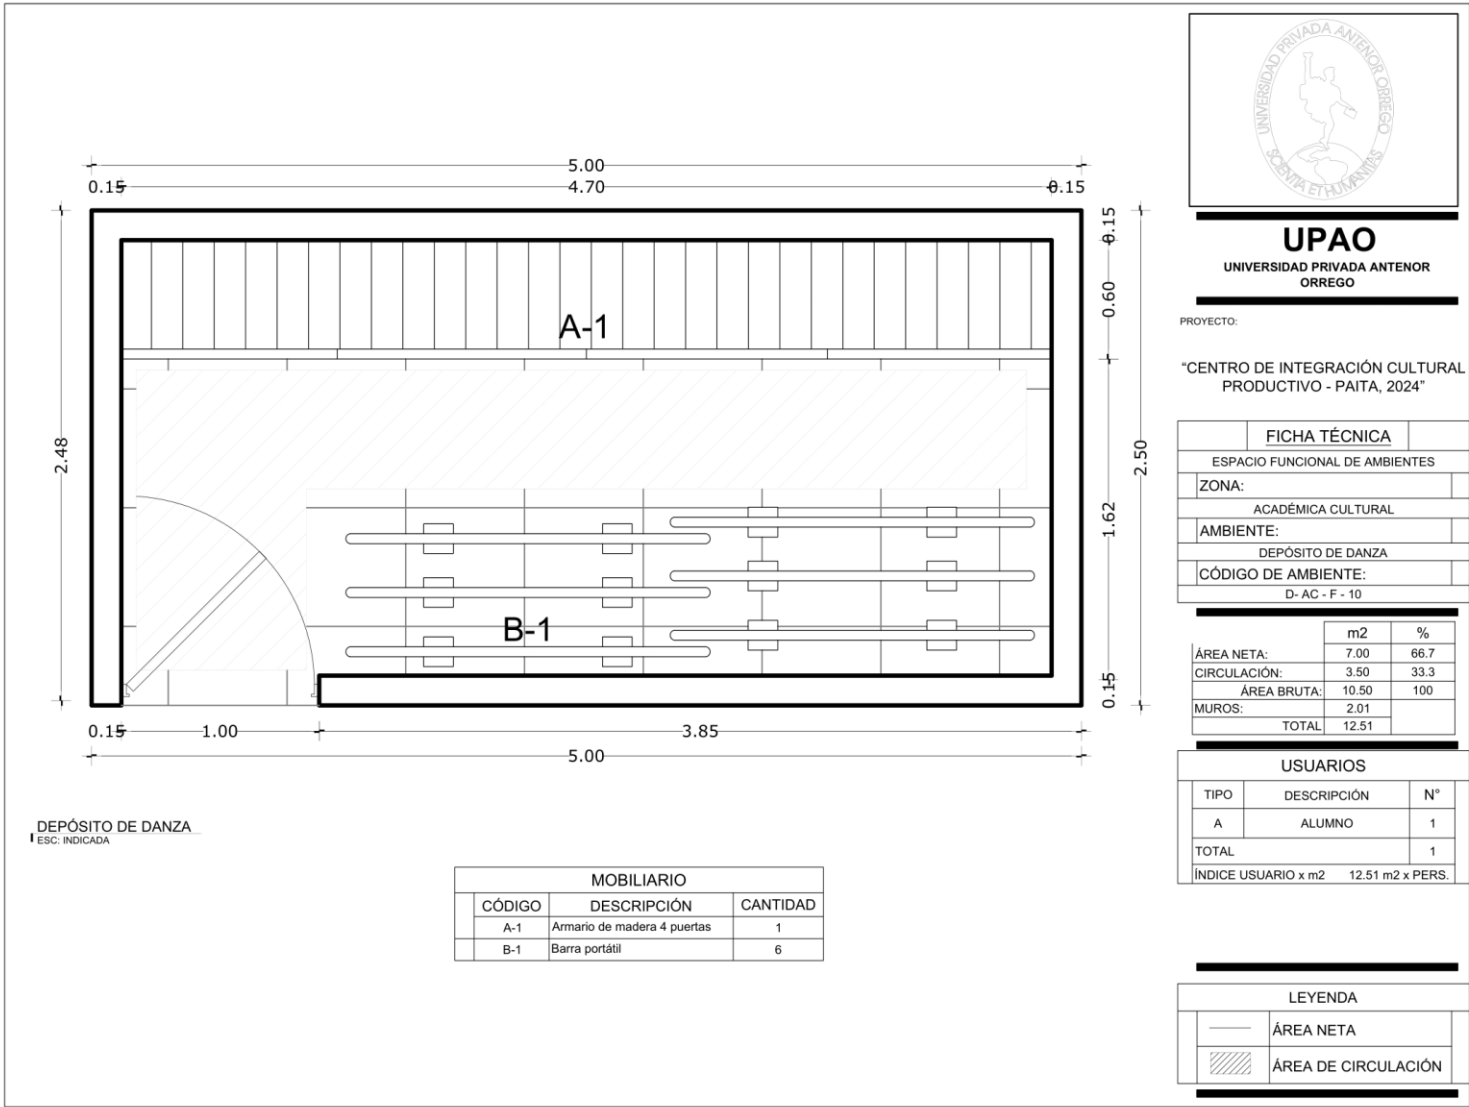 5.00
0.15
4.70
0.15
2.48
0.15
0.60
1.62
0.15
2.50
A-1
B-1
0.15
1.00
3.85
5.00
DEPÓSITO DE DANZA
ESC: INDICADA
MOBILIARIO
CÓDIGO DESCRIPCIÓN CANTIDAD
A-1 Armario de madera 4 puertas 1
B-1 Barra portátil 6
UNIVERSIDAD PRIVADA ANTENOR ORREGO
SCIENTIA ET HUMANITAS
UPAO
UNIVERSIDAD PRIVADA ANTENOR
ORREGO
PROYECTO:
“CENTRO DE INTEGRACIÓN CULTURAL
PRODUCTIVO - PAITA, 2024”
FICHA TÉCNICA
ESPACIO FUNCIONAL DE AMBIENTES
ZONA:
ACADÉMICA CULTURAL
AMBIENTE:
DEPÓSITO DE DANZA
CÓDIGO DE AMBIENTE:
D- AC - F - 10
m2 %
ÁREA NETA: 7.00 66.7
CIRCULACIÓN: 3.50 33.3
ÁREA BRUTA: 10.50 100
MUROS: 2.01
TOTAL 12.51
USUARIOS
TIPO DESCRIPCIÓN N°
A ALUMNO 1
TOTAL 1
ÍNDICE USUARIO x m2 12.51 m2 x PERS.
LEYENDA
ÁREA NETA
ÁREA DE CIRCULACIÓN